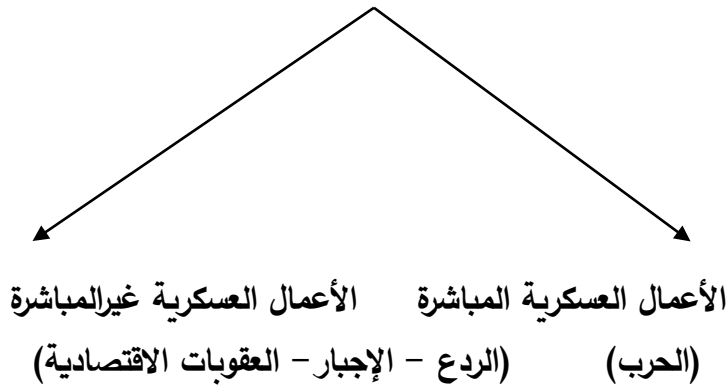 الأعمال العسكرية المباشرة    الأعمال العسكرية غيرالمباشرة
(الحرب)    (الردع – الإجبار – العقوبات الاقتصادية)